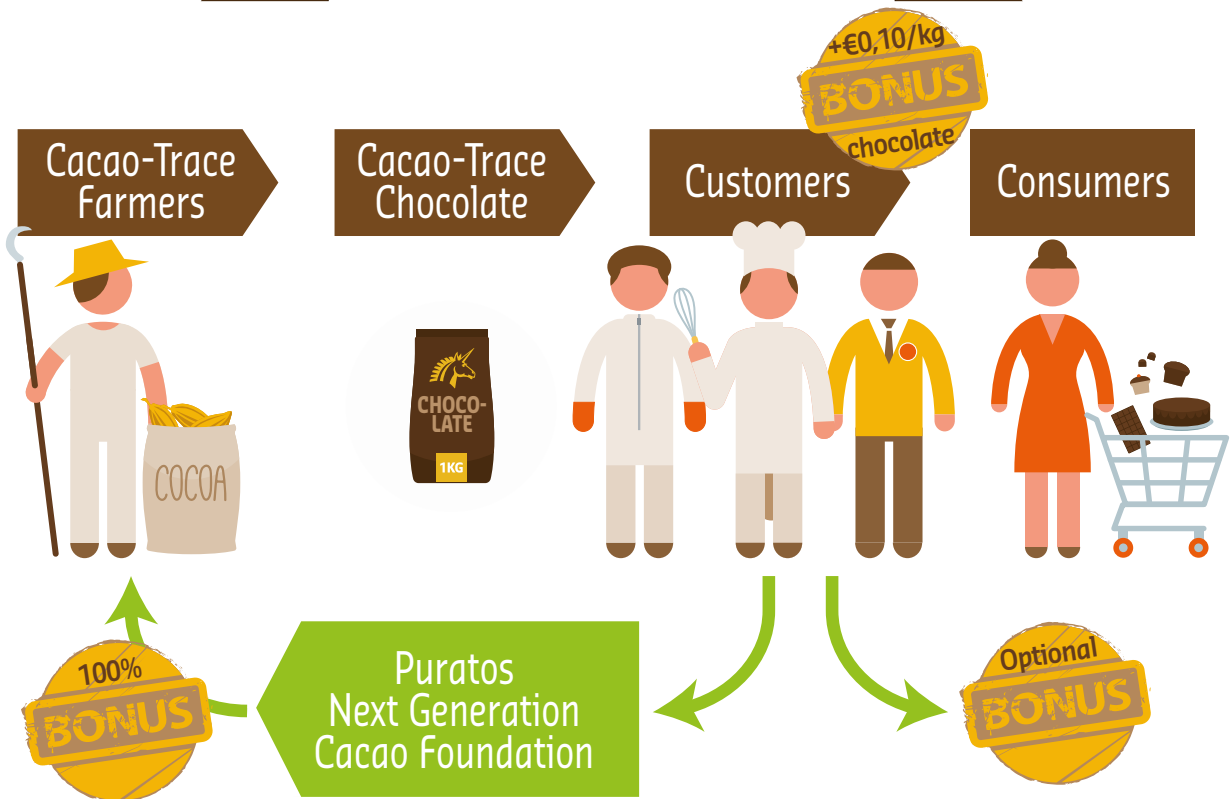 +€0,10/kg
BONUS
chocolate
Cacao-Trace
Farmers
Cacao-Trace
Chocolate
Customers
Consumers
CHOCO-
LATE
1KG
COCOA
100%
BONUS
Puratos
Next Generation
Cacao Foundation
Optional
BONUS